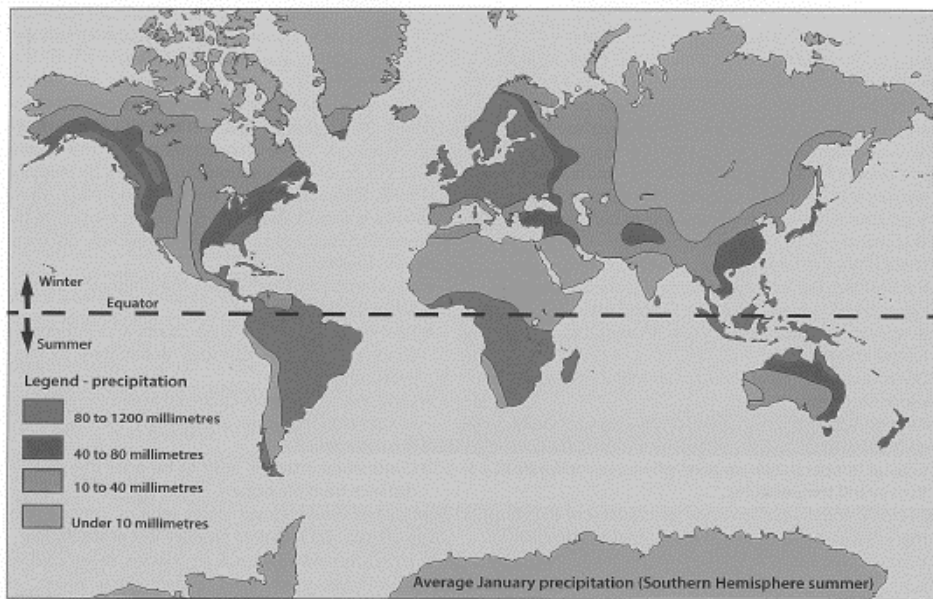 Winter
Equator
Summer
Legend - precipitation
80 to 1200 millimetres
40 to 80 millimetres
10 to 40 millimetres
Under 10 millimetres
Average January precipitation (Southern Hemisphere summer)